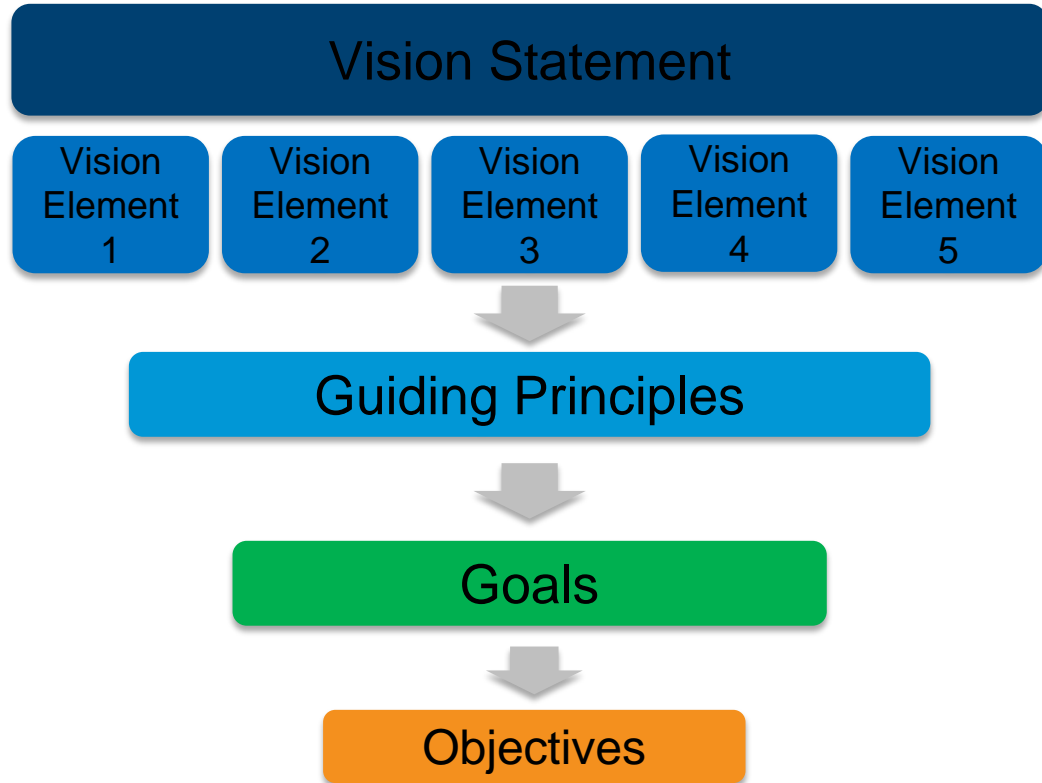 Vision Statement
Vision
Element
1
Vision
Element
2
Vision
Element
3
Vision
Element
4
Vision
Element
5
Guiding Principles
Goals
Objectives